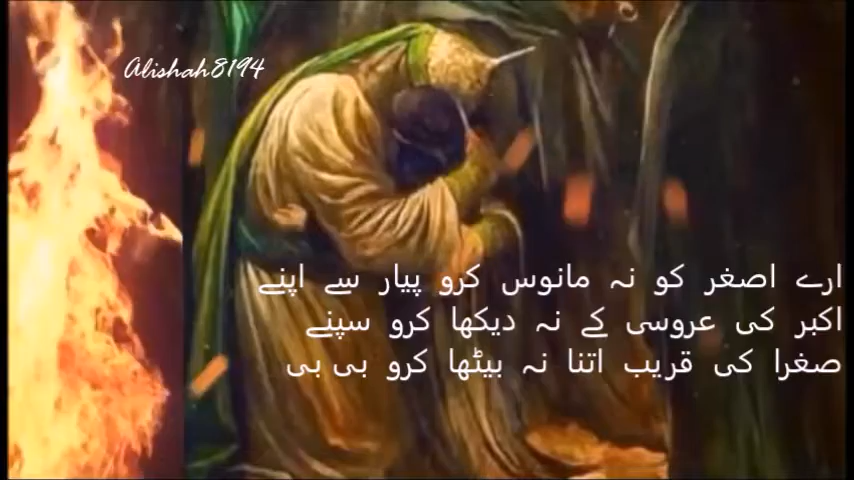 Alishah8194
ارے اصغر کو نہ مانوس کرو پیار سے اپنے
اکبر کی عروسی کے نہ دیکھا کرو سپنے
صغرا کی قریب اتنا نہ بیٹھا کرو بی بی